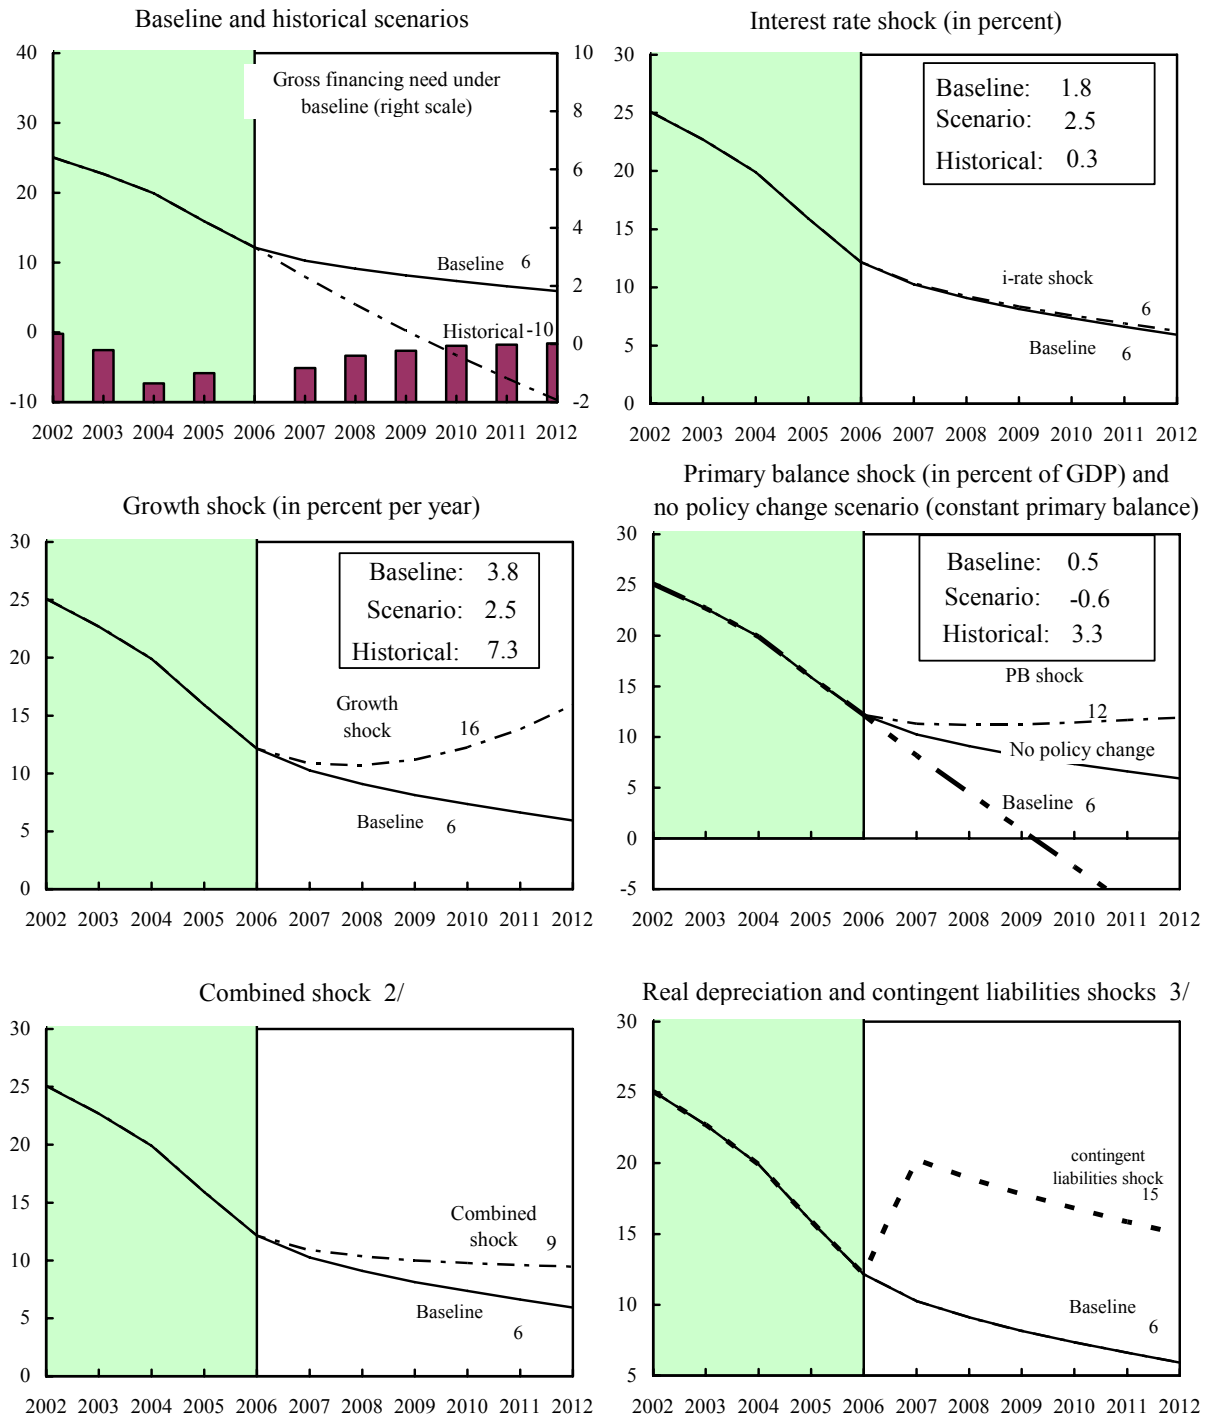 Baseline and historical scenarios
40
30
20
10
0
-10
10
8
6
4
2
0
-2
Gross financing need under
baseline (right scale)
Baseline 6
Historical -10
2002 2003 2004 2005 2006 2007 2008 2009 2010 2011 2012
Interest rate shock (in percent)
30
25
20
15
10
5
0
Baseline: 1.8
Scenario: 2.5
Historical: 0.3
i-rate shock
6
Baseline
6
2002 2003 2004 2005 2006 2007 2008 2009 2010 2011 2012
Growth shock (in percent per year)
30
25
20
15
10
5
0
Baseline: 3.8
Scenario: 2.5
Historical: 7.3
Growth
shock
16
Baseline 6
2002 2003 2004 2005 2006 2007 2008 2009 2010 2011 2012
Primary balance shock (in percent of GDP) and
no policy change scenario (constant primary balance)
30
25
20
15
10
5
0
-5
Baseline: 0.5
Scenario: -0.6
Historical: 3.3
PB shock
12
No policy change
Baseline 6
2002 2003 2004 2005 2006 2007 2008 2009 2010 2011 2012
Combined shock 2/
30
25
20
15
10
5
0
Combined
shock 9
Baseline
6
2002 2003 2004 2005 2006 2007 2008 2009 2010 2011 2012
Real depreciation and contingent liabilities shocks 3/
30
25
20
15
10
5
contingent
liabilities shock
15
Baseline
6
2002 2003 2004 2005 2006 2007 2008 2009 2010 2011 2012